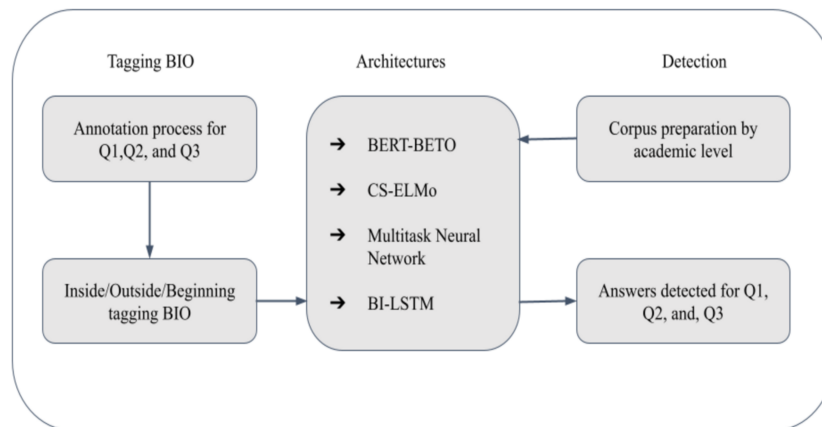 Tagging BIO
Architectures
Detection
Annotation process for
Q1,Q2, and Q3
Inside/Outside/Beginning
tagging BIO
➔ BERT-BETO
➔ CS-ELMo
➔ Multitask Neural
Network
➔ BI-LSTM
Corpus preparation by
academic level
Answers detected for Q1,
Q2, and, Q3